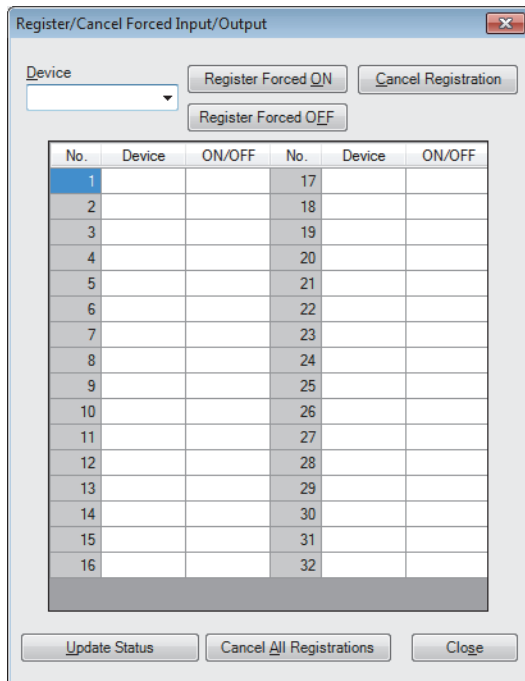 Register/Cancel Forced Input/Output
Device
Register Forced ON
Cancel Registration
Register Forced OFF
No. Device ON/OFF No. Device ON/OFF
1 17
2 18
3 19
4 20
5 21
6 22
7 23
8 24
9 25
10 26
11 27
12 28
13 29
14 30
15 31
16 32
Update Status Cancel All Registrations Close